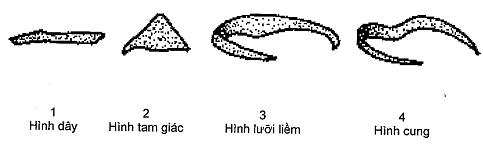 1
Hình dây
2
Hình tam giác
3
Hình lưỡi liềm
4
Hình cung